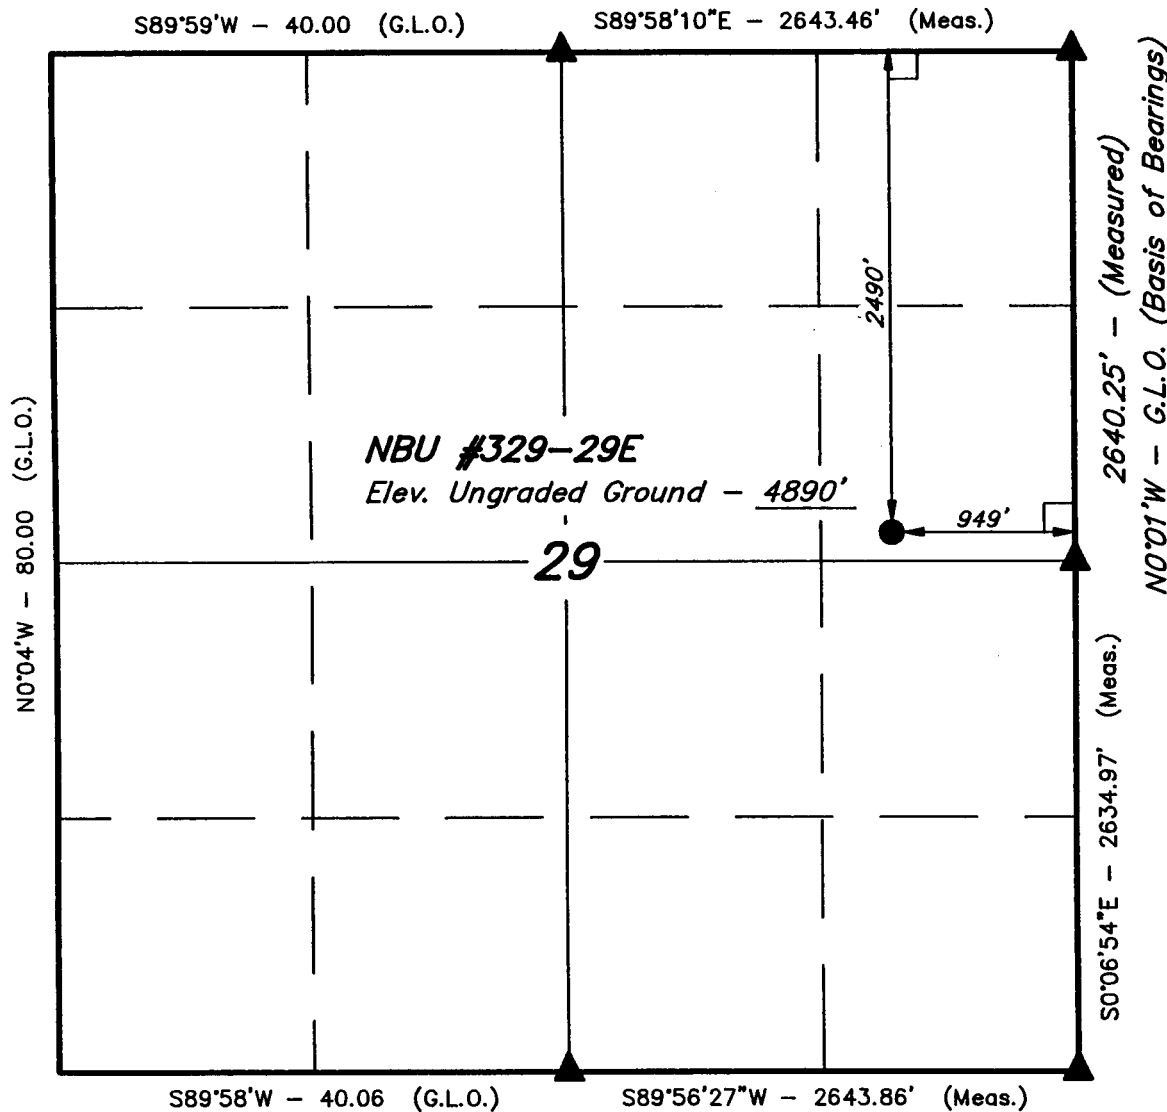 S89°59'W - 40.00 (G.L.O.)
S89°58'10"E - 2643.46' (Meas.)
2640.25' - (Measured)
N0°01'W - G.L.O. (Basis of Bearings)
2490'
N0°04'W - 80.00 (G.L.O.)
NBU #329-29E
Elev. Ungraded Ground - 4890'
949'
29
S0°06'54"E - 2634.97' (Meas.)
S89°58'W - 40.06 (G.L.O.)
S89°56'27"W - 2643.86' (Meas.)